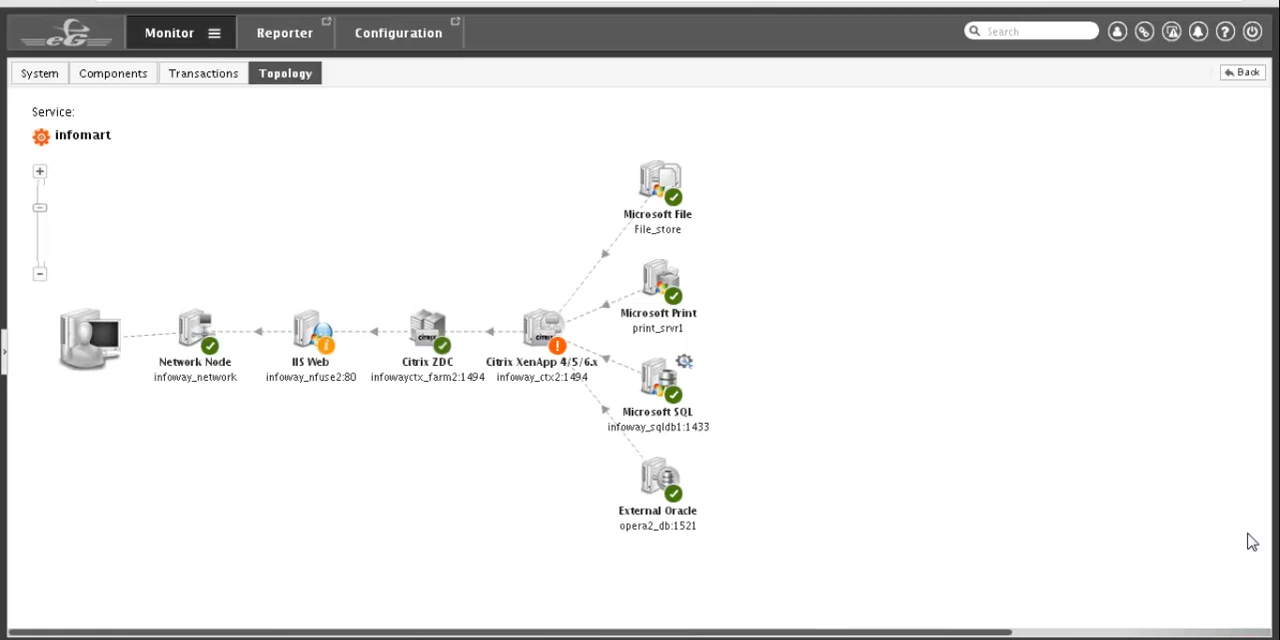 eG
Monitor
Reporter
Configuration
Search
System
Components
Transactions
Topology
Back
Service:
infomart
Microsoft File
File_store
Microsoft Print
print_srvr1
Network Node
infoway_network
IIS Web
infoway_nfuse2:80
Citrix ZDC
infowayctx_farm2:1494
Citrix XenApp 4/5/6.x
infoway_ctx2:1494
Microsoft SQL
infoway_sqldb1:1433
External Oracle
opera2_db:1521